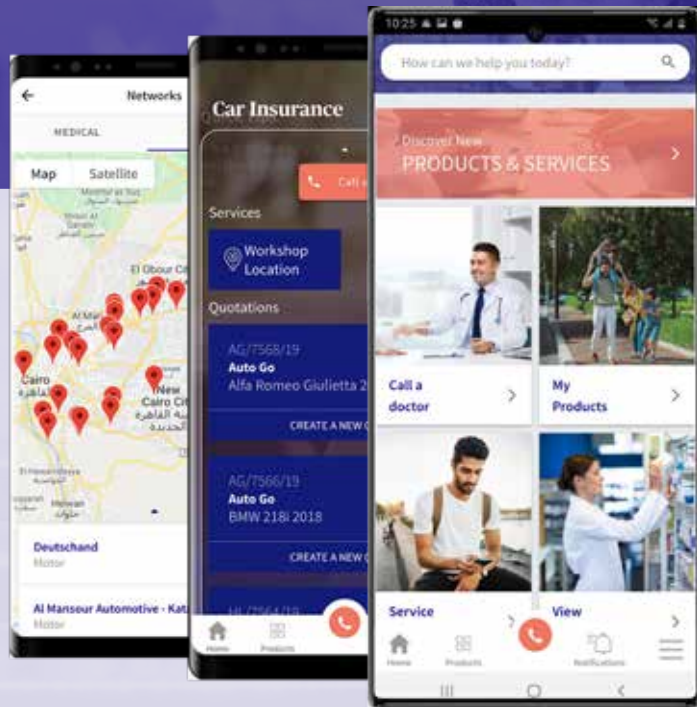 Networks
MEDICAL
Map
Satellite
El Obour
Cairo
القاهرة
New
Cairo
القاهرة
الجديدة
Helwan
حلوان
Deutschand
Motor
Al Mansour Automotive - Kat
Motor
Car Insurance
Call a
Services
Workshop
Location
Quotations
AG/7568/19
Auto Go
Alfa Romeo Giulietta 2
CREATE A NEW
AG/7566/19
Auto Go
BMW 218i 2018
CREATE A NEW
Home
Products
10:25
How can we help you today?
Discover New
PRODUCTS & SERVICES
Call a
doctor
My
Products
Service
View
Home
Products
Notifications